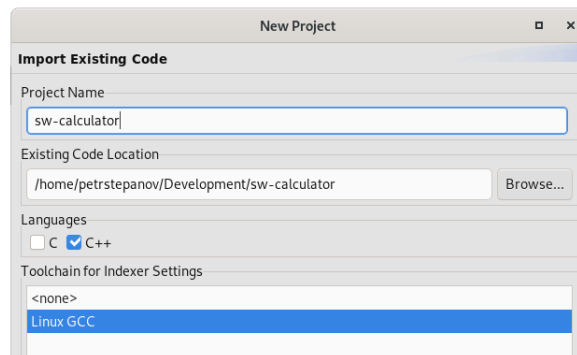 New Project
Import Existing Code
Project Name
sw-calculator
Existing Code Location
/home/petrstepanov/Development/sw-calculator Browse...
Languages
C C++
Toolchain for Indexer Settings
<none>
Linux GCC